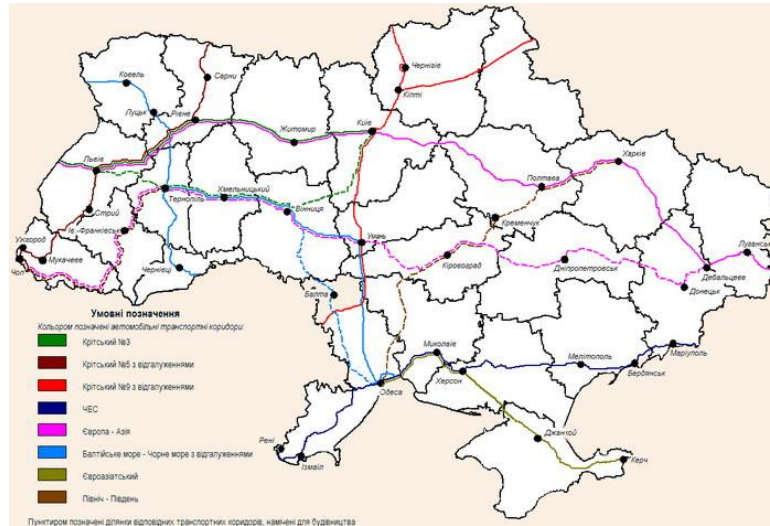 Ковель
Сарни
Чернігів
Кіпті
Луцьк
Рівне
Київ
Житомир
Харків
Львів
Полтава
Хмельницький
Тернопіль
Стрий
Вінниця
Кременчук
Ів.-Франківськ
Умань
Луганськ
Ужгород
Мукачеве
Чоп
Чернівці
Кіровоград
Дніпропетровськ
Дебальцеве
Донецьк
Балта
Умовні позначення
Кольором позначені автомобільні транспортні коридори:
Крітський №3
Крітський №5 з відгалуженнями
Крітський №9 з відгалуженнями
ЧЕС
Європа - Азія
Балтійське море - Чорне море з відгалуженнями
Євроазіатський
Північ - Південь
Миколаїв
Мелітополь
Маріуполь
Бердянськ
Херсон
Одеса
Рені
Ізмаїл
Джанкой
Керч
Пунктиром позначені ділянки відповідних транспортних коридорів, намічені для будівництва